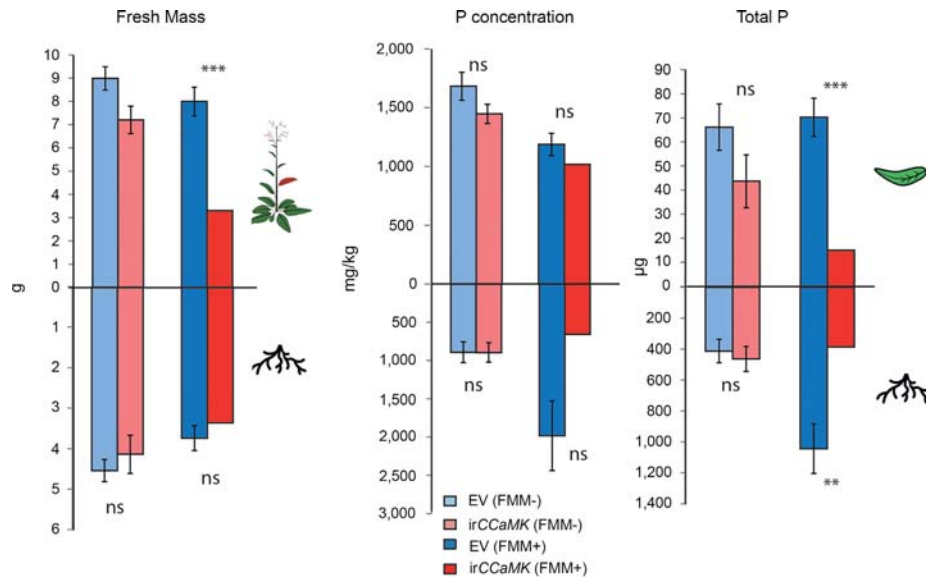 Fresh Mass
10
9
8
7
6
5
4
3
2
1
0
1
2
3
4
5
6
g
***
ns
ns
P concentration
2,000
1,500
1,000
500
0
500
1,000
1,500
2,000
2,500
3,000
mg/kg
ns
ns
ns
ns
EV (FMM-)
irCCaMK (FMM-)
EV (FMM+)
irCCaMK (FMM+)
Total P
90
80
70
60
50
40
30
20
10
0
200
400
600
800
1,000
1,200
1,400
µg
ns
***
ns
**